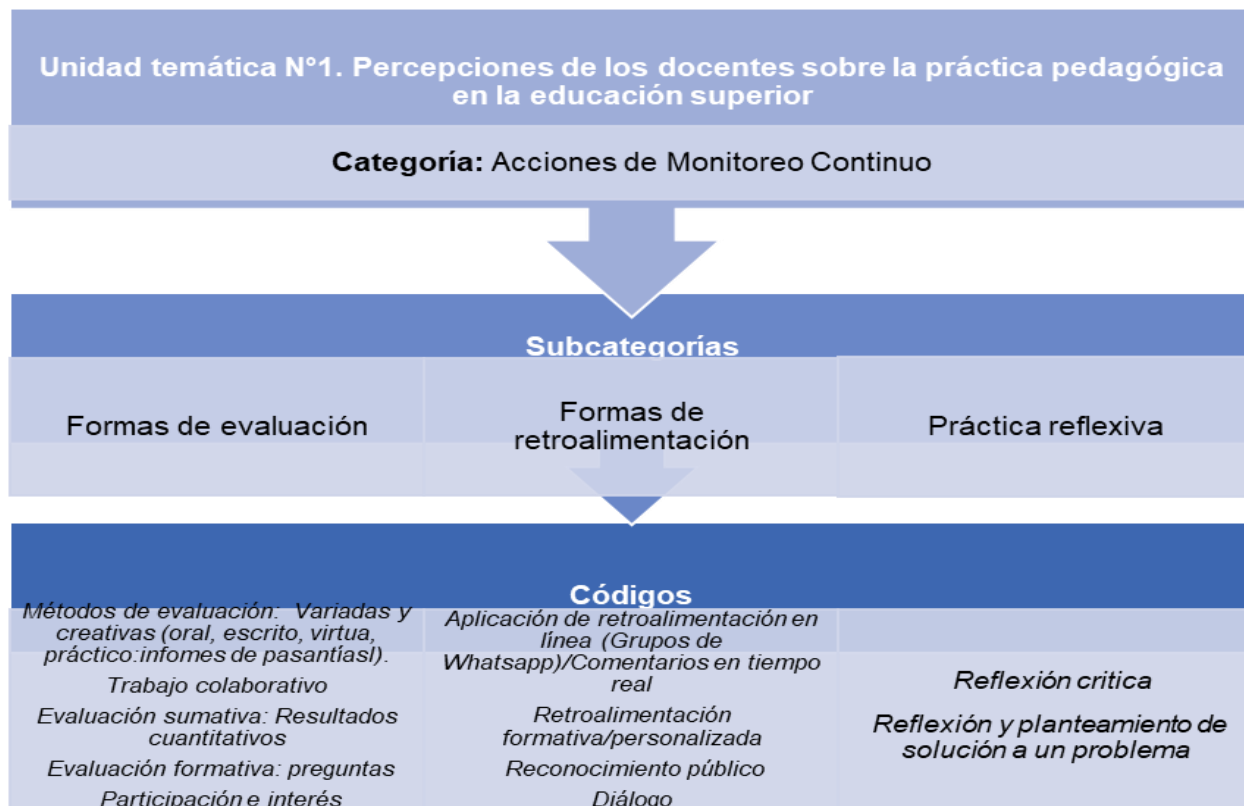 Unidad temática N°1. Percepciones de los docentes sobre la práctica pedagógica
en la educación superior
Categoría: Acciones de Monitoreo Continuo
Subcategorías
Formas de evaluación
Formas de
retroalimentación
Práctica reflexiva
Códigos
Métodos de evaluación: Variadas y
creativas (oral, escrito, virtua,
práctico:infomes de pasantíasl).
Trabajo colaborativo
Evaluación sumativa: Resultados
cuantitativos
Evaluación formativa: preguntas
Participación e interés
Aplicación de retroalimentación en
línea (Grupos de
Whatsapp)/Comentarios en tiempo
real
Retroalimentación
formativa/personalizada
Reconocimiento público
Diálogo
Reflexión critica
Reflexión y planteamiento de
solución a un problema